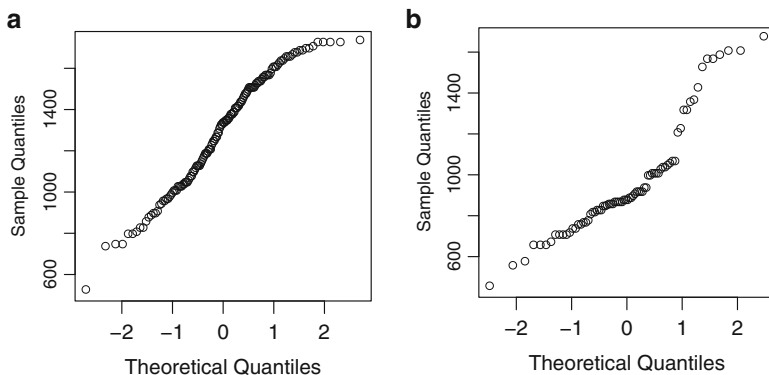 a
Sample Quantiles
600 1000 1400
−2 −1 0 1 2
Theoretical Quantiles
b
Sample Quantiles
600 1000 1400
−2 −1 0 1 2
Theoretical Quantiles